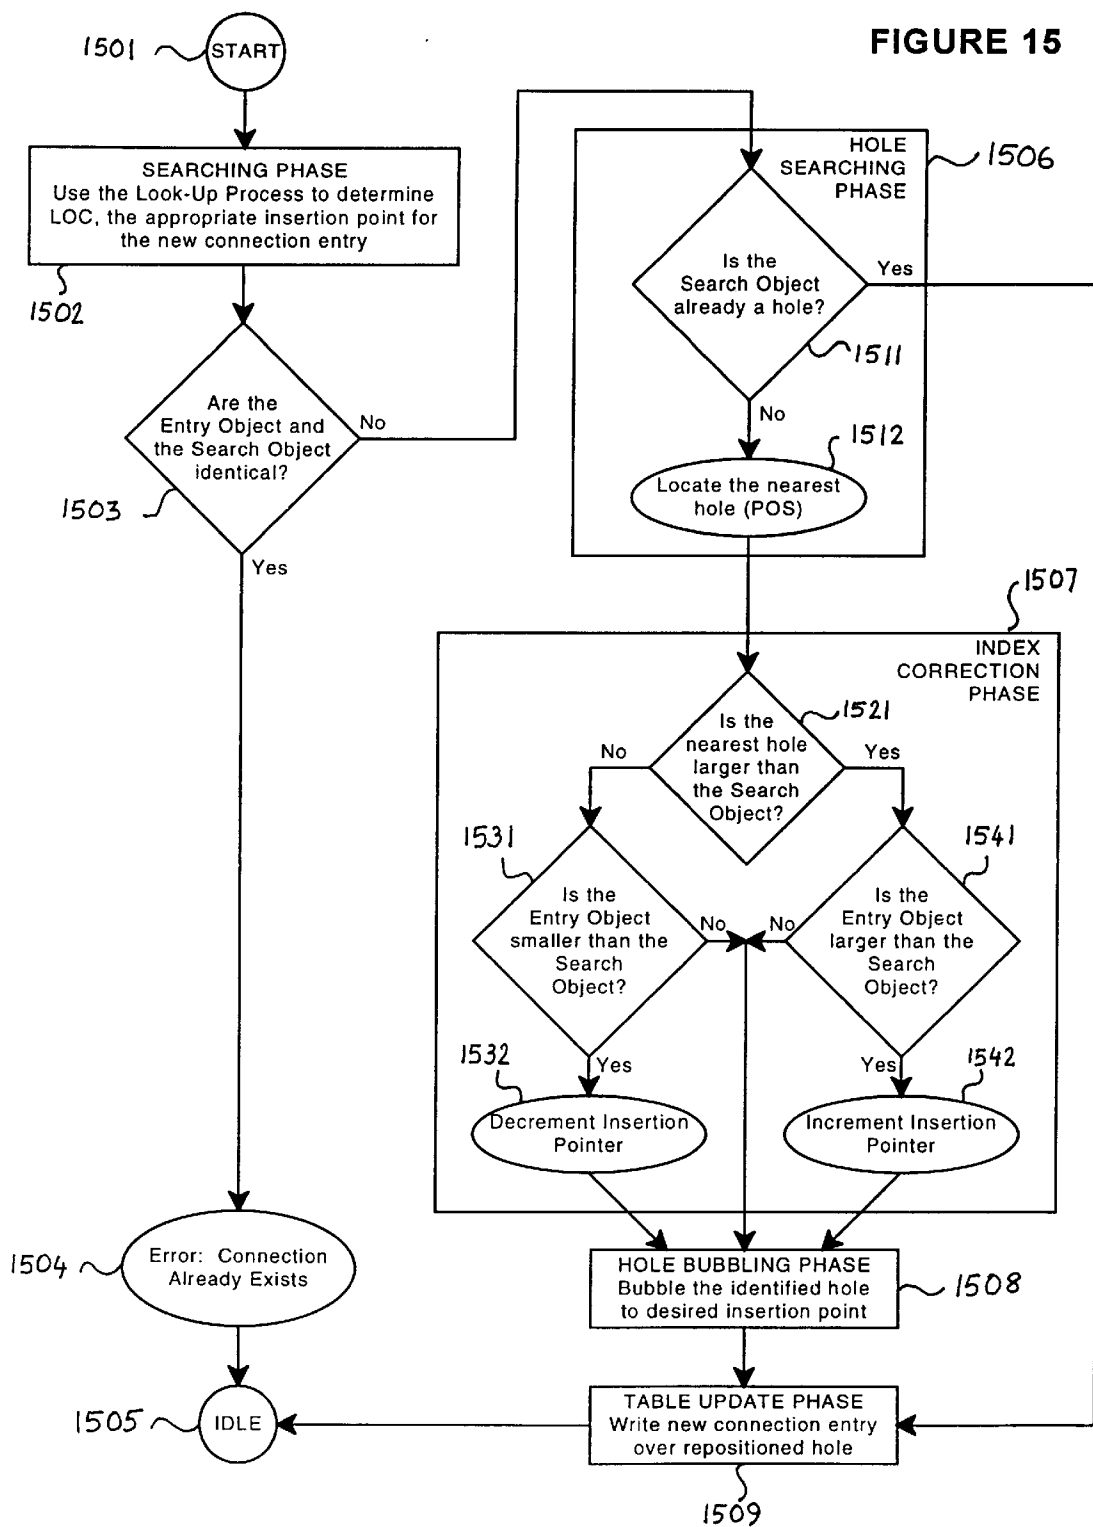 FIGURE 15
1501
START
SEARCHING PHASE
Use the Look-Up Process to determine
LOC, the appropriate insertion point for
the new connection entry
1502
Are the
Entry Object and
the Search Object
identical?
No
1503
Yes
Error: Connection
Already Exists
1504
1505
IDLE
HOLE
SEARCHING
PHASE
1506
Is the
Search Object
already a hole?
Yes
1511
No
1512
Locate the nearest
hole (POS)
1507
INDEX
CORRECTION
PHASE
Is the
nearest hole
larger than
the Search
Object?
1521
No
Yes
1531
Is the
Entry Object
smaller than the
Search
Object?
No
1541
Is the
Entry Object
larger than the
Search
Object?
No
1532
Yes
Decrement Insertion
Pointer
Yes
1542
Increment Insertion
Pointer
HOLE BUBBLING PHASE
Bubble the identified hole
to desired insertion point
1508
TABLE UPDATE PHASE
Write new connection entry
over repositioned hole
1509